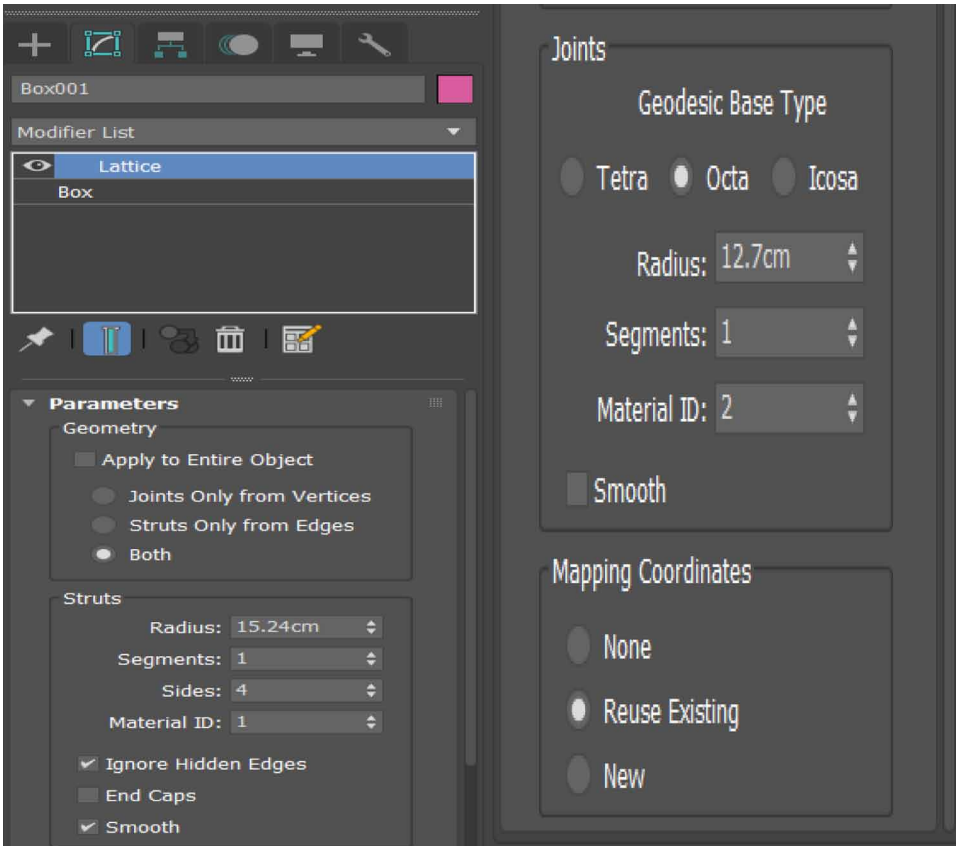 Box001
Modifier List
Lattice
Box
Parameters
Geometry
Apply to Entire Object
Joints Only from Vertices
Struts Only from Edges
Both
Struts
Radius: 15.24cm
Segments: 1
Sides: 4
Material ID: 1
Ignore Hidden Edges
End Caps
Smooth
Joints
Geodesic Base Type
Tetra Octa Icosa
Radius: 12.7cm
Segments: 1
Material ID: 2
Smooth
Mapping Coordinates
None
Reuse Existing
New